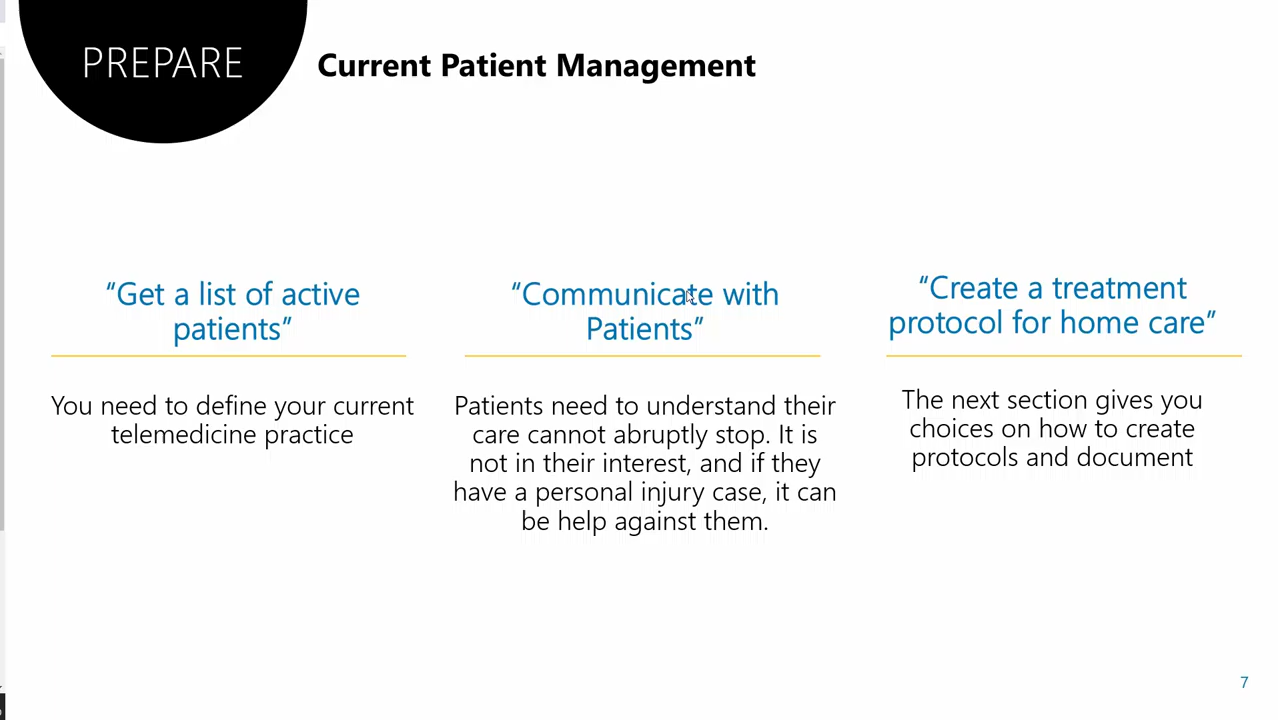 PREPARE
Current Patient Management
“Get a list of active
patients”
You need to define your current
telemedicine practice
“Communicate with
Patients”
Patients need to understand their
care cannot abruptly stop. It is
not in their interest, and if they
have a personal injury case, it can
be help against them.
“Create a treatment
protocol for home care”
The next section gives you
choices on how to create
protocols and document
7